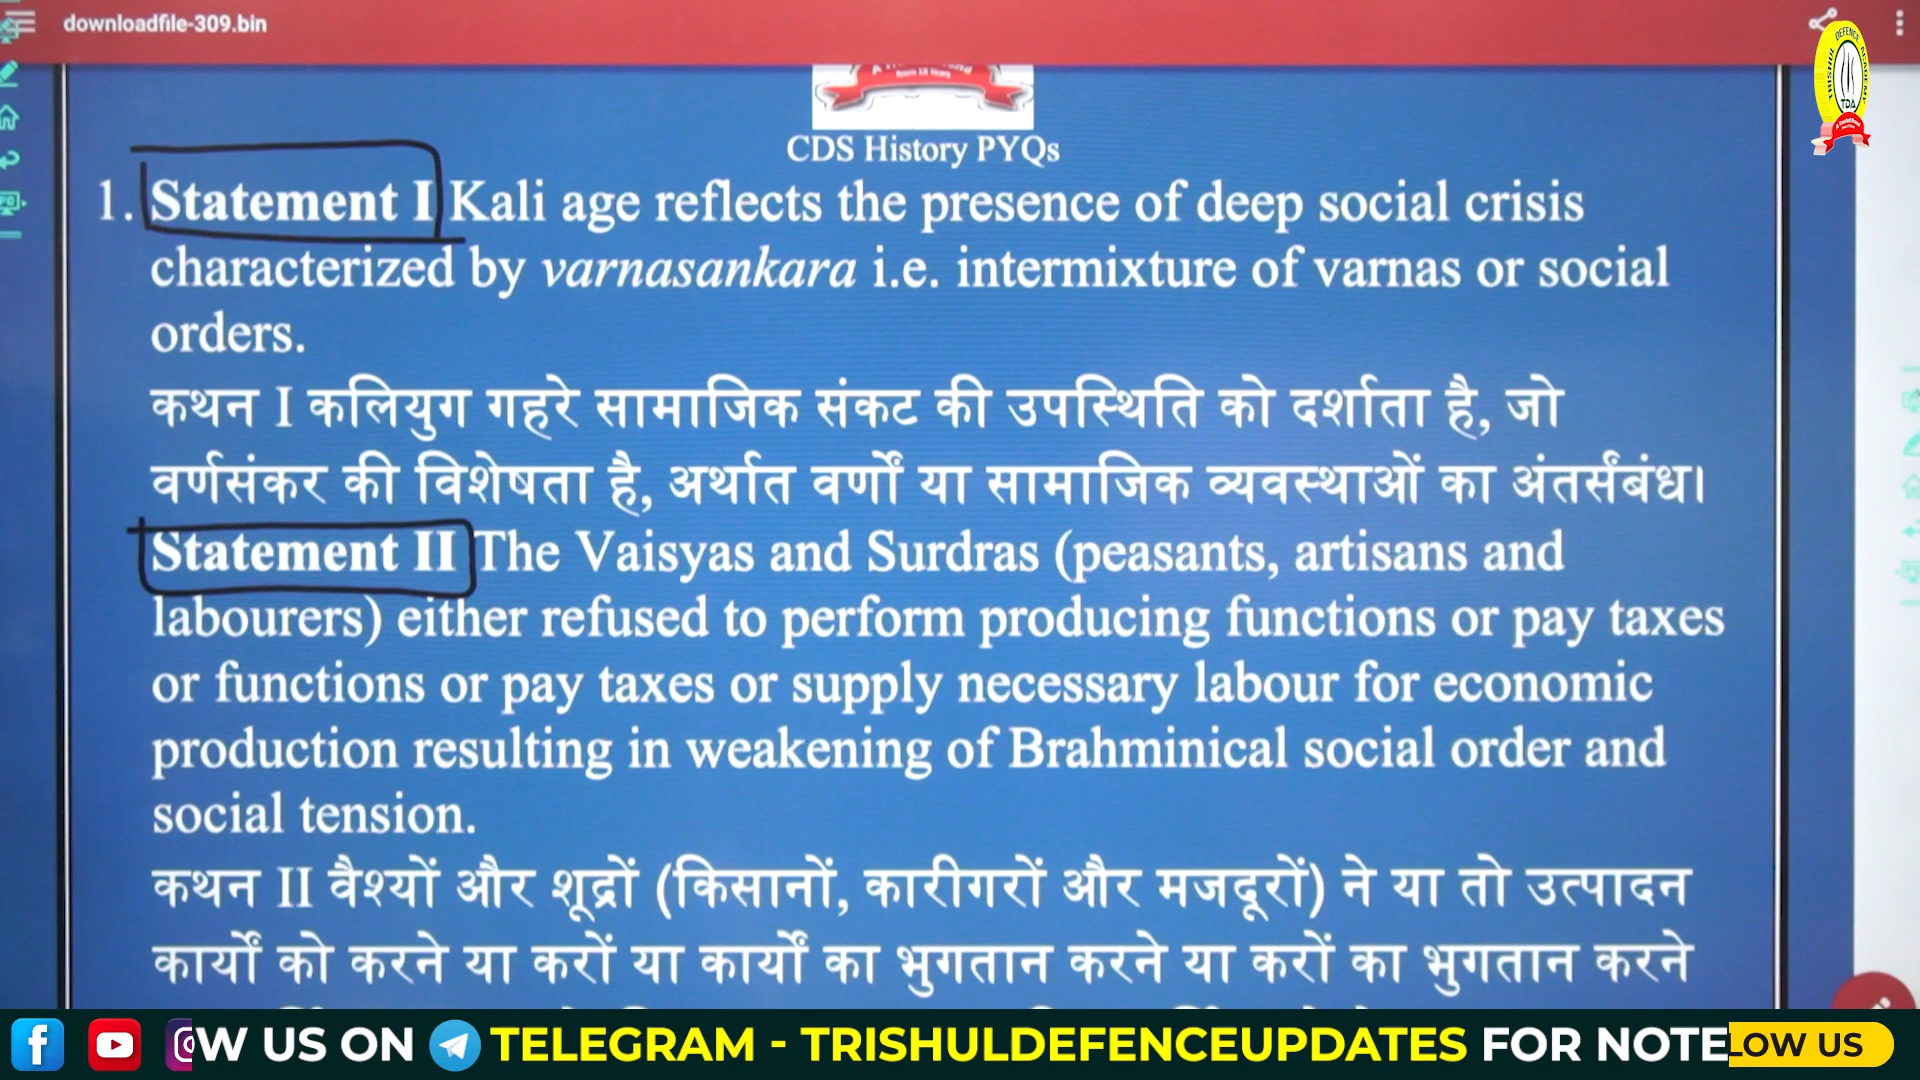 downloadfile-309.bin
TRISHUL DEFENCE ACADEMY
TDA
CDS History PYQs
1. Statement I Kali age reflects the presence of deep social crisis
characterized by varnasankara i.e. intermixture of varnas or social
orders.
कथन I कलियुग गहरे सामाजिक संकट की उपस्थिति को दर्शाता है, जो
वर्णसंकर की विशेषता है, अर्थात वर्णों या सामाजिक व्यवस्थाओं का अंतर्संबंध।
Statement II The Vaisyas and Surdras (peasants, artisans and
labourers) either refused to perform producing functions or pay taxes
or functions or pay taxes or supply necessary labour for economic
production resulting in weakening of Brahminical social order and
social tension.
कथन II वैश्यों और शूद्रों (किसानों, कारीगरों और मजदूरों) ने या तो उत्पादन
कार्यों को करने या करों या कार्यों का भुगतान करने या करों का भुगतान करने
W US ON TELEGRAM - TRISHULDEFENCEUPDATES FOR NOTE
LOW US